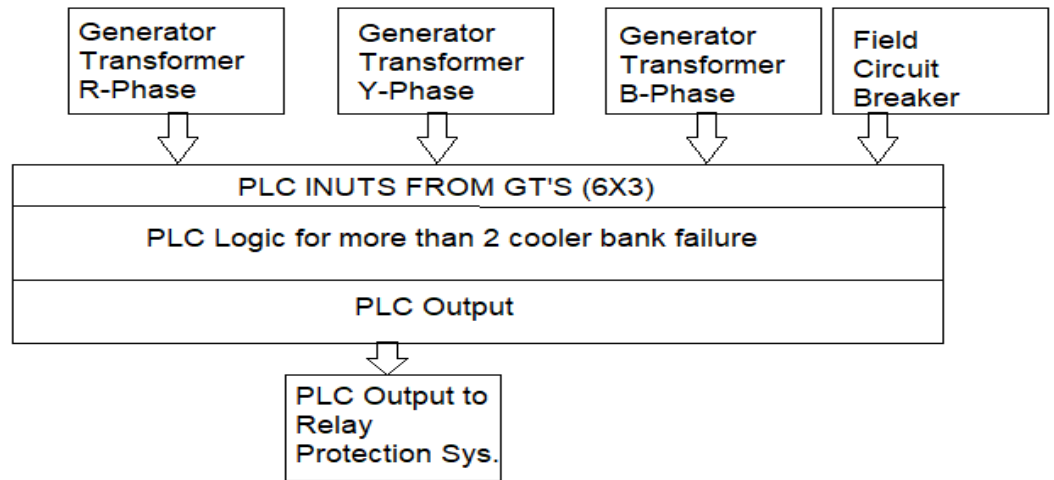 Generator
Transformer
R-Phase
Generator
Transformer
Y-Phase
Generator
Transformer
B-Phase
Field
Circuit
Breaker
PLC INUTS FROM GT'S (6X3)
PLC Logic for more than 2 cooler bank failure
PLC Output
PLC Output to
Relay
Protection Sys.